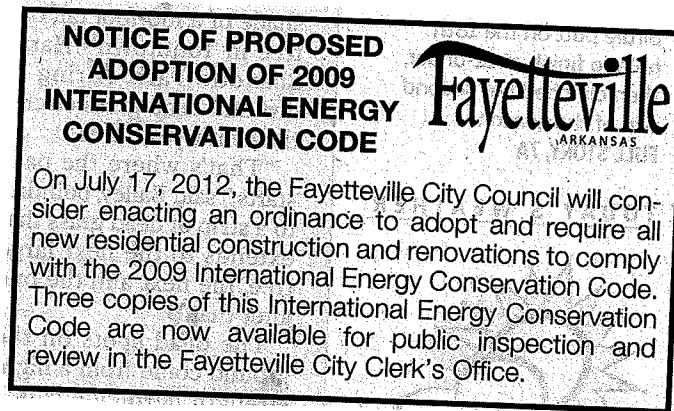 NOTICE OF PROPOSED
ADOPTION OF 2009
INTERNATIONAL ENERGY
CONSERVATION CODE
Fayetteville
ARKANSAS
On July 17, 2012, the Fayetteville City Council will con-
sider enacting an ordinance to adopt and require all
new residential construction and renovations to comply
with the 2009 International Energy Conservation Code.
Three copies of this International Energy Conservation
Code are now available for public inspection and
review in the Fayetteville City Clerk's Office.